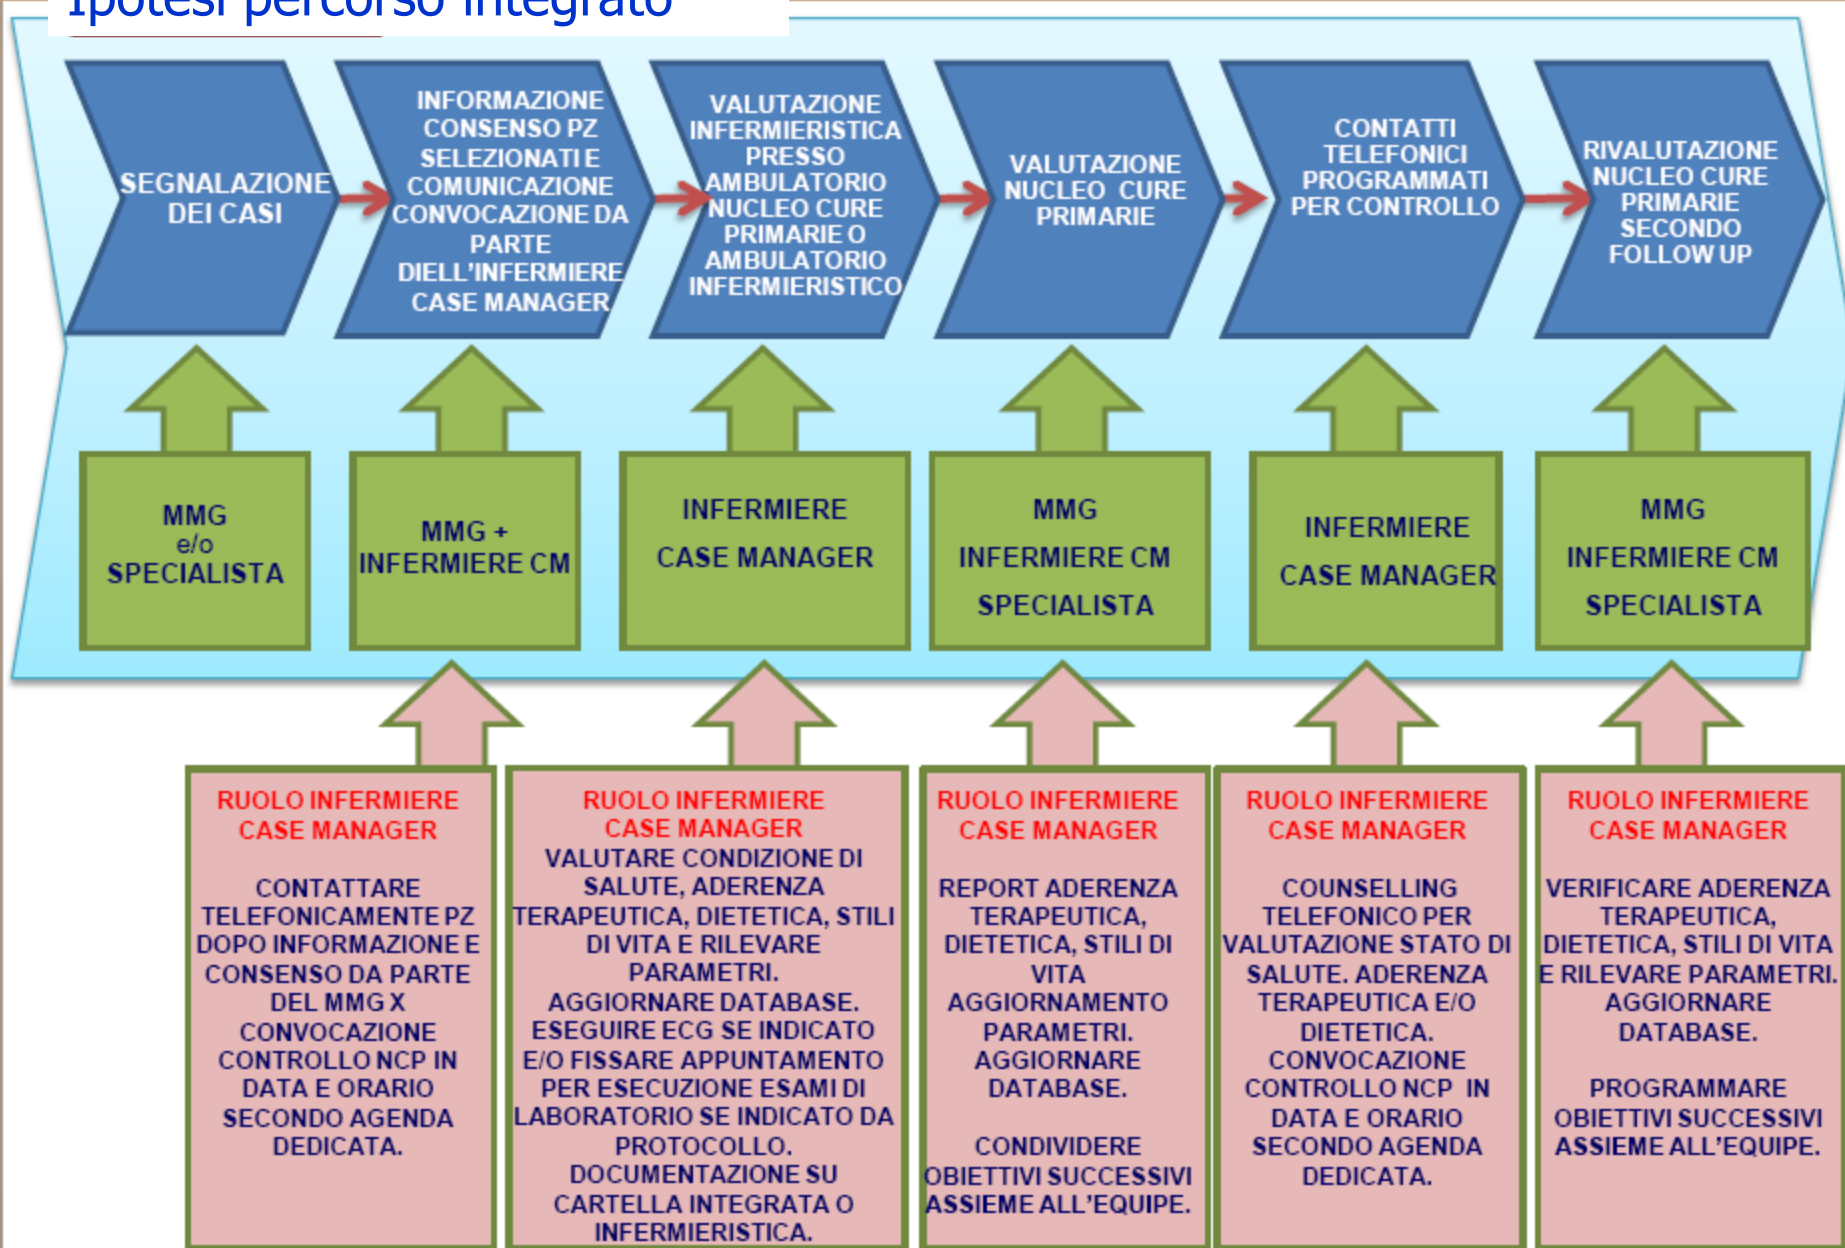 Ipotesi percorso integrato
SEGNALAZIONE
DEI CASI
INFORMAZIONE
CONSENSO PZ
SELEZIONATI E
COMUNICAZIONE
CONVOCAZIONE DA
PARTE
DIELL'INFERMIERE
CASE MANAGER
VALUTAZIONE
INFERMIERISTICA
PRESSO
AMBULATORIO
NUCLEO CURE
PRIMARIE O
AMBULATORIO
INFERMIERISTICO
VALUTAZIONE
NUCLEO CURE
PRIMARIE
CONTATTI
TELEFONICI
PROGRAMMATI
PER CONTROLLO
RIVALUTAZIONE
NUCLEO CURE
PRIMARIE
SECONDO
FOLLOW UP
MMG
e/o
SPECIALISTA
MMG +
INFERMIERE CM
INFERMIERE
CASE MANAGER
MMG
INFERMIERE CM
SPECIALISTA
INFERMIERE
CASE MANAGER
MMG
INFERMIERE CM
SPECIALISTA
RUOLO INFERMIERE
CASE MANAGER
CONTATTARE
TELEFONICAMENTE PZ
DOPO INFORMAZIONE E
CONSENSO DA PARTE
DEL MMG X
CONVOCAZIONE
CONTROLLO NCP IN
DATA E ORARIO
SECONDO AGENDA
DEDICATA.
RUOLO INFERMIERE
CASE MANAGER
VALUTARE CONDIZIONE DI
SALUTE, ADERENZA
TERAPEUTICA, DIETETICA, STILI
DI VITA E RILEVARE
PARAMETRI.
AGGIORNARE DATABASE.
ESEGUIRE ECG SE INDICATO
E/O FISSARE APPUNTAMENTO
PER ESECUZIONE ESAMI DI
LABORATORIO SE INDICATO DA
PROTOCOLLO.
DOCUMENTAZIONE SU
CARTELLA INTEGRATA O
INFERMIERISTICA.
RUOLO INFERMIERE
CASE MANAGER
REPORT ADERENZA
TERAPEUTICA,
DIETETICA, STILI DI
VITA
AGGIORNAMENTO
PARAMETRI.
AGGIORNARE
DATABASE.
CONDIVIDERE
OBIETTIVI SUCCESSIVI
ASSIEME ALL'EQUIPE.
RUOLO INFERMIERE
CASE MANAGER
COUNSELLING
TELEFONICO PER
VALUTAZIONE STATO DI
SALUTE. ADERENZA
TERAPEUTICA E/O
DIETETICA.
CONVOCAZIONE
CONTROLLO NCP IN
DATA E ORARIO
SECONDO AGENDA
DEDICATA.
RUOLO INFERMIERE
CASE MANAGER
VERIFICARE ADERENZA
TERAPEUTICA,
DIETETICA, STILI DI VITA
E RILEVARE PARAMETRI.
AGGIORNARE
DATABASE.
PROGRAMMARE
OBIETTIVI SUCCESSIVI
ASSIEME ALL'EQUIPE.